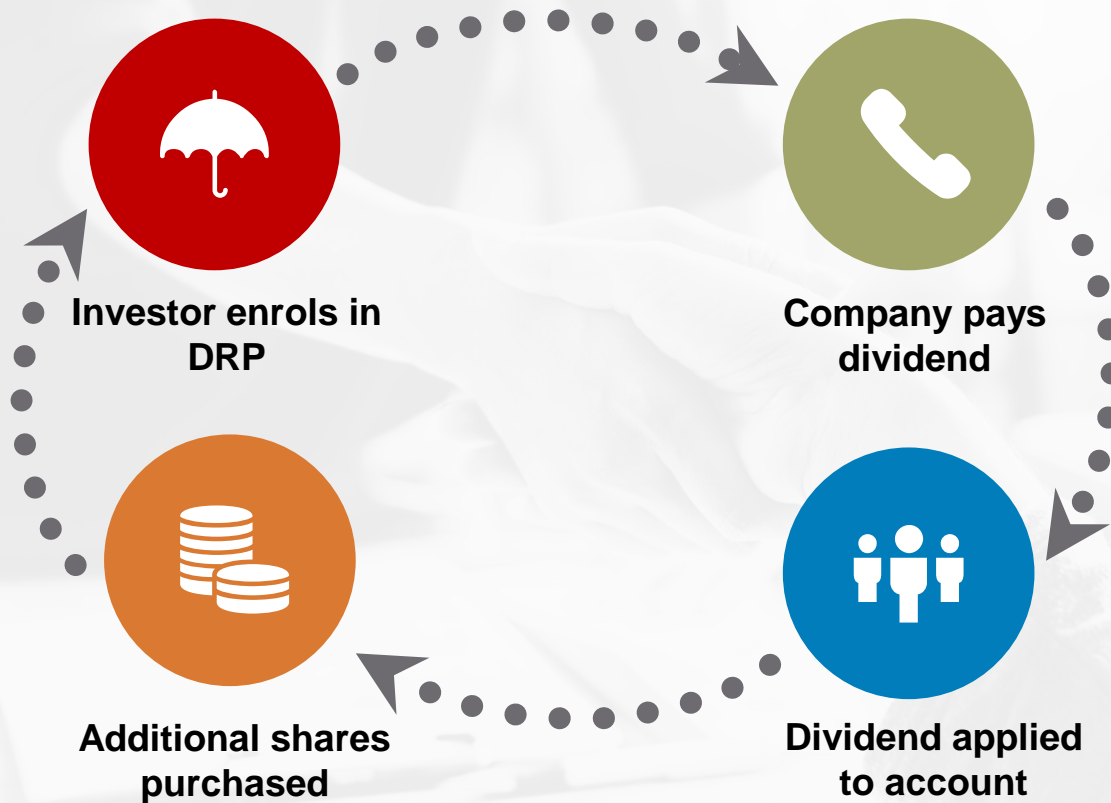 Investor enrols in
DRP
Company pays
dividend
Additional shares
purchased
Dividend applied
to account